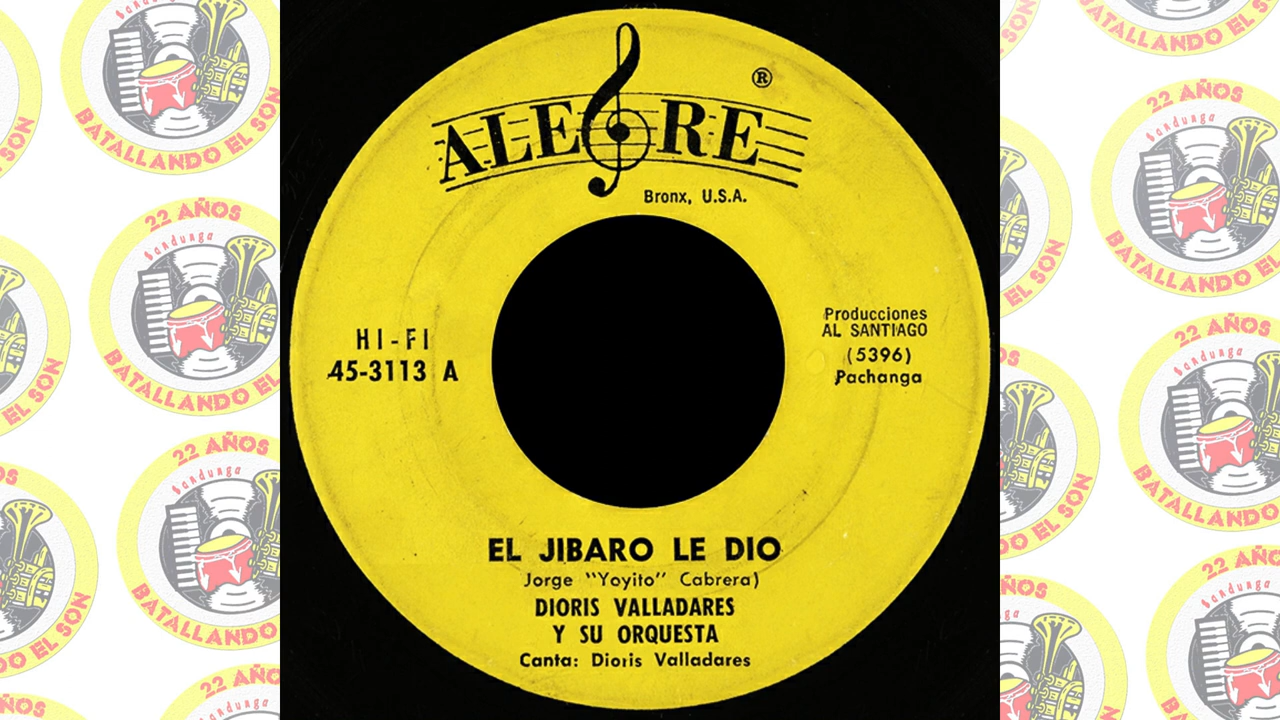 ALEGRE
®
Bronx, U.S.A.
HI-FI
45-3113 A
Producciones
AL SANTIAGO
(5396)
Pachanga
EL JIBARO LE DIO
Jorge "Yoyito" Cabrera)
DIORIS VALLADARES
Y SU ORQUESTA
Canta: Dioris Valladares
22 AÑOS
Sandunga
BATALLANDO EL SON